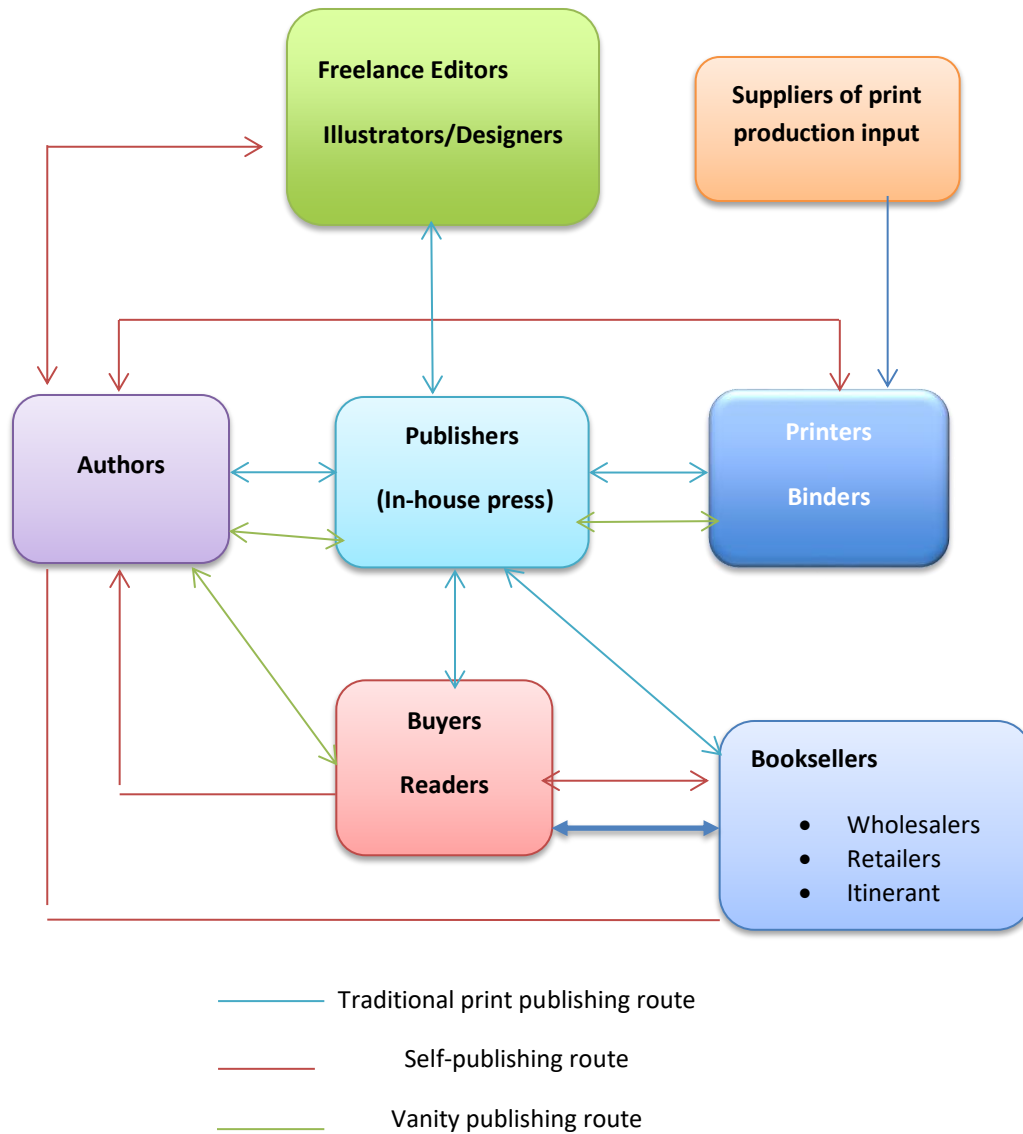 Freelance Editors
Illustrators/Designers
Suppliers of print
production input
Authors
Publishers
(In-house press)
Printers
Binders
Buyers
Readers
Booksellers
• Wholesalers
• Retailers
• Itinerant
Traditional print publishing route
Self-publishing route
Vanity publishing route